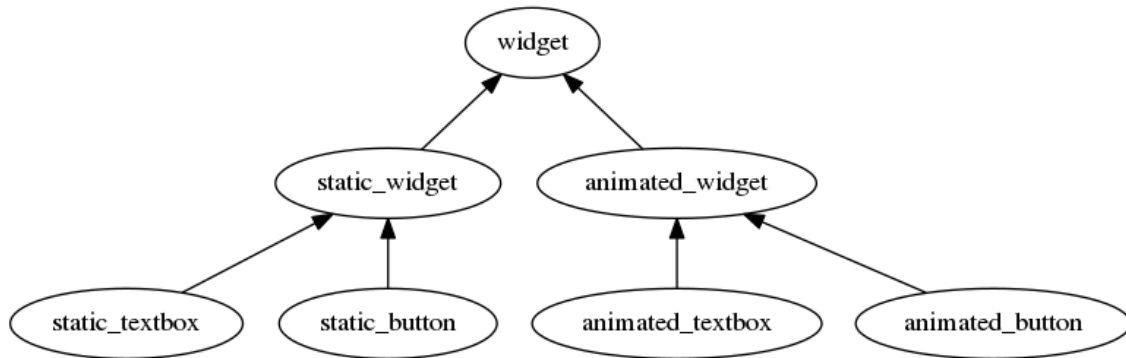 widget
static_widget
animated_widget
static_textbox
static_button
animated_textbox
animated_button